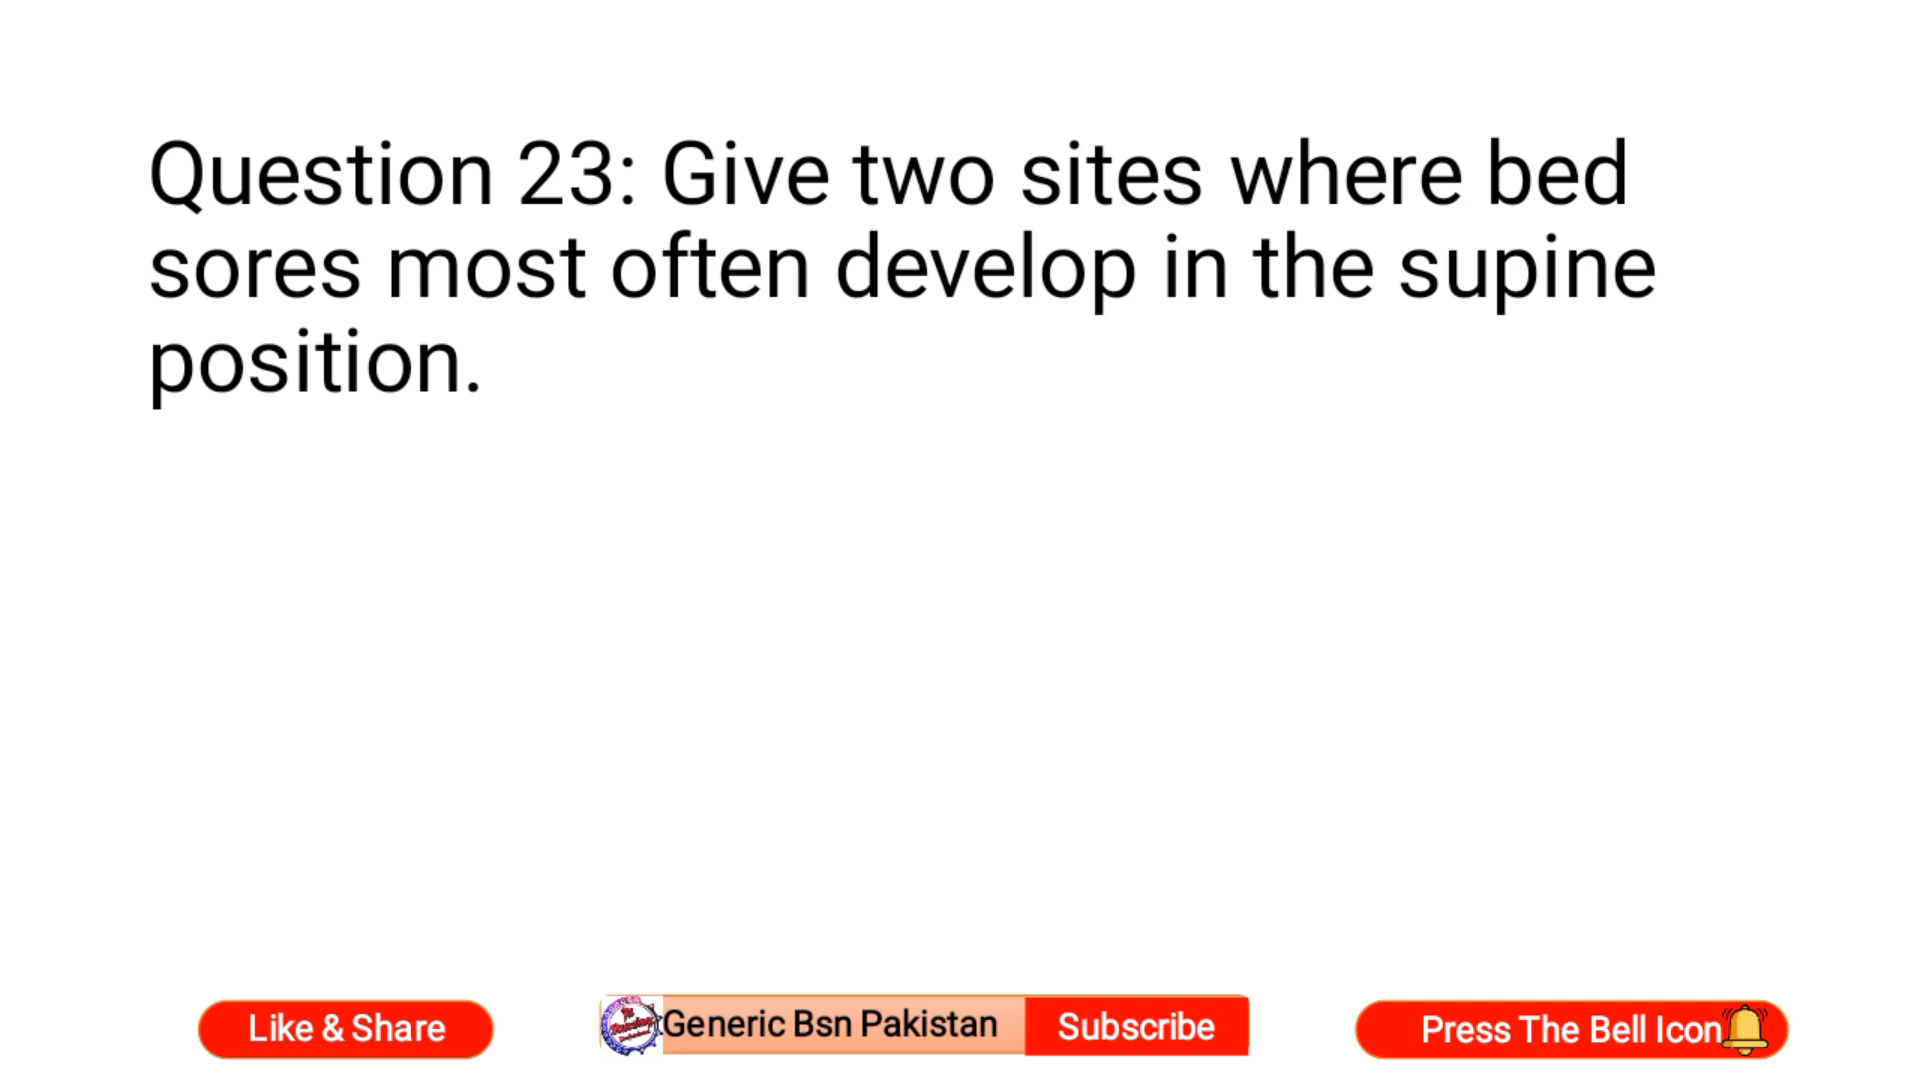 Question 23: Give two sites where bed
sores most often develop in the supine
position.
Like & Share
Generic Bsn Pakistan
Subscribe
Press The Bell Icon